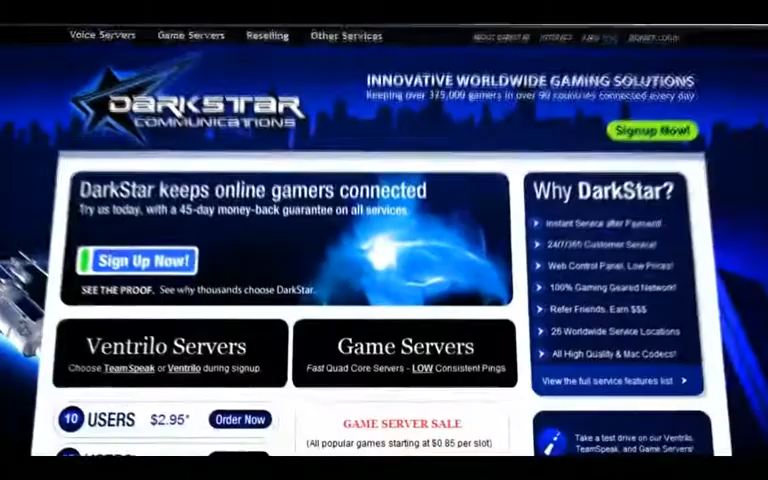 Voice Servers Game Servers Reselling Other Services ABOUT DARKSTAR
DARKSTAR
COMMUNICATIONS
INNOVATIVE WORLDWIDE GAMING SOLUTIONS
Keeping over 375,000 gamers in over 90 countries connected every day
Signup Now!
DarkStar keeps online gamers connected
Try us today, with a 45-day money-back guarantee on all services.
Sign Up Now!
SEE THE PROOF. See why thousands choose DarkStar.
Why DarkStar?
Instant Service after Payment!
24/7/365 Customer Service!
Web Control Panel, Low Prices!
100% Gaming Geared Network!
Refer Friends, Earn $$$
26 Worldwide Service Locations
All High Quality & Mac Codecs!
View the full service features list
Ventrilo Servers
Choose TeamSpeak or Ventrilo during signup
Game Servers
Fast Quad Core Servers - LOW Consistent Pings
10 USERS $2.95* Order Now
GAME SERVER SALE
(All popular games starting at $0.85 per slot)
Take a test drive on our Ventrilo,
TeamSpeak, and Game Servers!